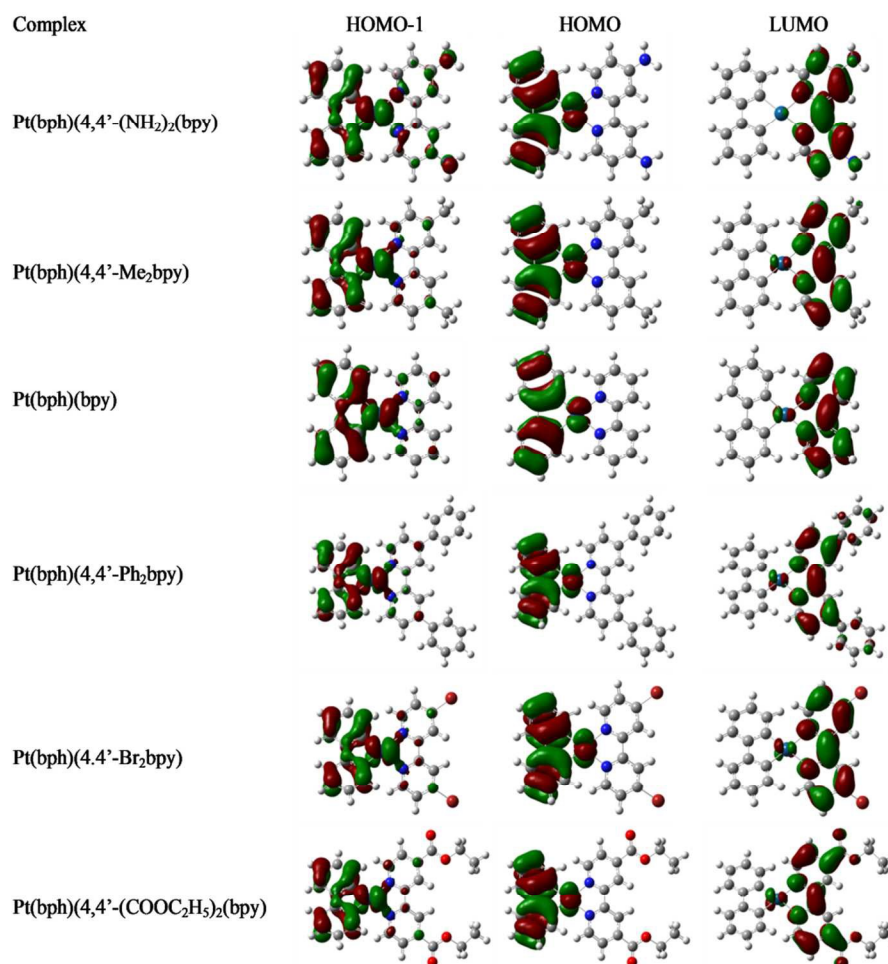 Complex HOMO-1 HOMO LUMO
Pt(bph)(4,4'-(NH₂)₂(bpy)
Pt(bph)(4,4'-Me₂bpy)
Pt(bph)(bpy)
Pt(bph)(4,4'-Ph₂bpy)
Pt(bph)(4.4'-Br₂bpy)
Pt(bph)(4,4'-(COOC₂H₅)₂(bpy)